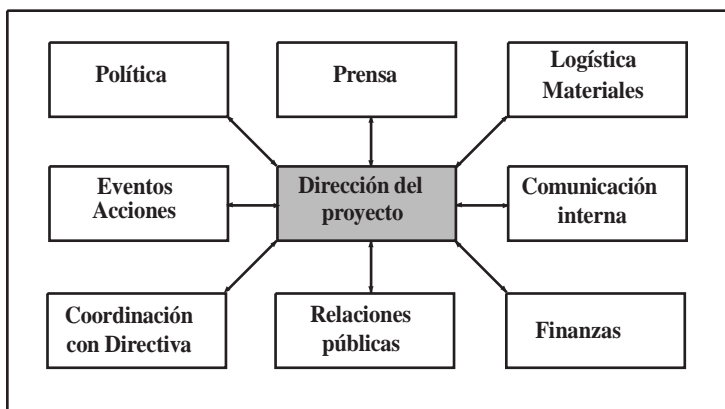 Política
Prensa
Logística
Materiales
Eventos
Acciones
Dirección del
proyecto
Comunicación
interna
Coordinación
con Directiva
Relaciones
públicas
Finanzas